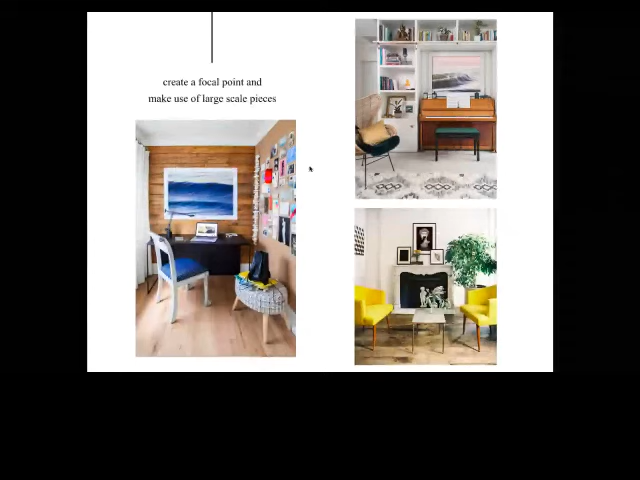 create a focal point and
make use of large scale pieces